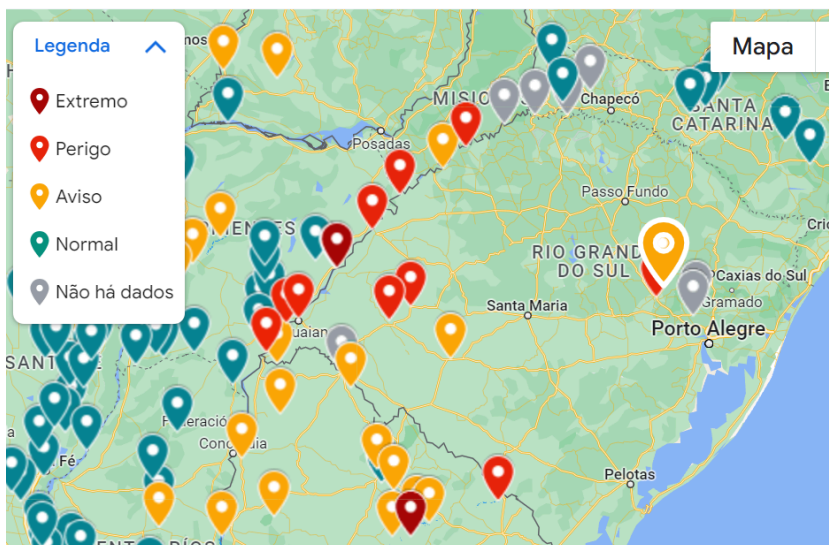 Legenda
Extremo
Perigo
Aviso
Normal
Não há dados
Mapa
Posadas
Chapecó
SANTA
CATARINA
Passo Fundo
RIO GRAND
DO SUL
Caxias do Sul
Gramado
Santa Maria
Porto Alegre
Pelotas